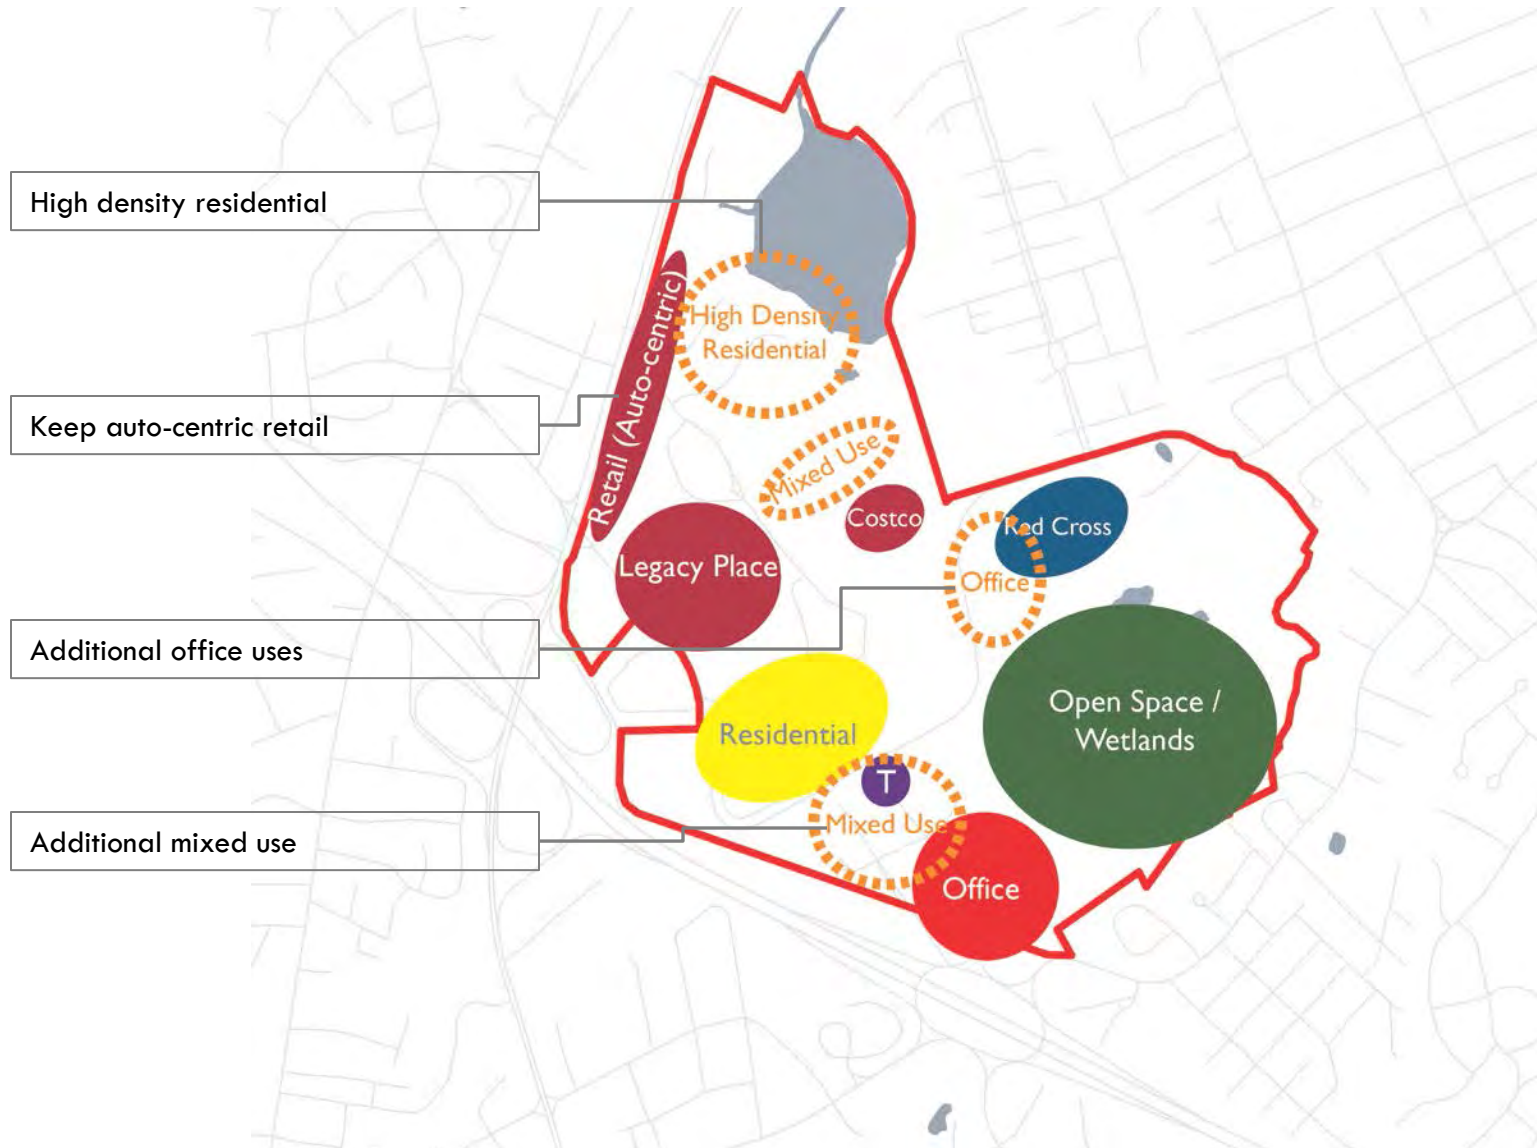 High density residential
Keep auto-centric retail
Additional office uses
Additional mixed use
Retail (Auto-centric)
High Density
Residential
Mixed Use
Costco
Red Cross
Legacy Place
Office
Open Space /
Wetlands
Residential
T
Mixed Use
Office